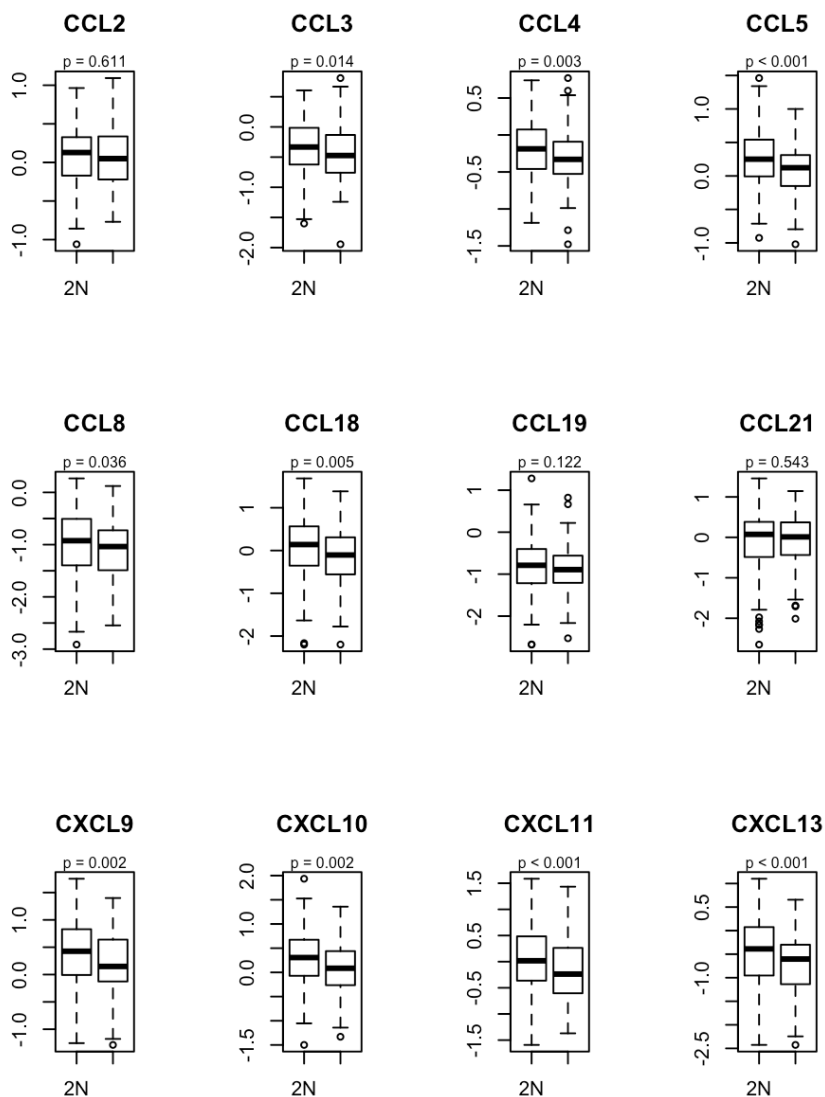 CCL2 CCL3 CCL4 CCL5
p = 0.611 p = 0.014 p = 0.003 p < 0.001
1.0 0.0 -1.0
0.0 -1.0 -2.0
0.5 -0.5 -1.5
1.0 0.0 -1.0
2N 2N 2N 2N
CCL8 CCL18 CCL19 CCL21
p = 0.036 p = 0.005 p = 0.122 p = 0.543
0.0 -1.0 -2.0 -3.0
1 0 -1 -2
1 0 -1 -2
1 0 -2
2N 2N 2N 2N
CXCL9 CXCL10 CXCL11 CXCL13
p = 0.002 p = 0.002 p < 0.001 p < 0.001
1.0 0.0 -1.0
2.0 1.0 0.0 -1.5
1.5 0.5 -0.5 -1.5
0.5 -1.0 -2.5
2N 2N 2N 2N